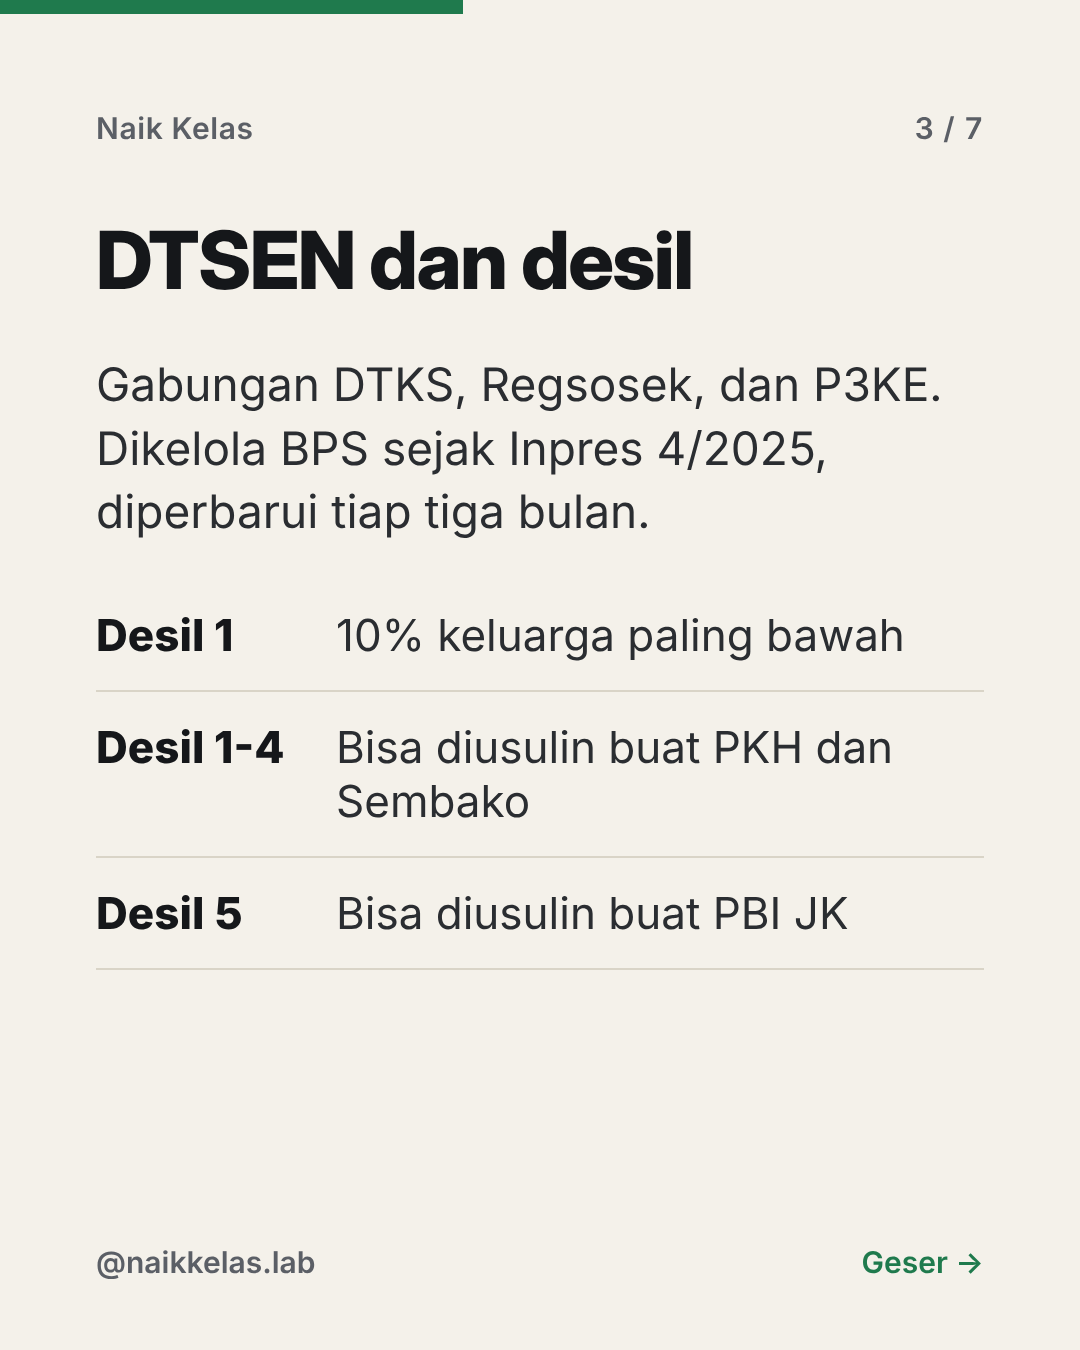 Naik Kelas
3 / 7
DTSEN dan desil
Gabungan DTKS, Regsosek, dan P3KE.
Dikelola BPS sejak Inpres 4/2025,
diperbarui tiap tiga bulan.
Desil 1 10% keluarga paling bawah
Desil 1-4 Bisa diusulin buat PKH dan
Sembako
Desil 5 Bisa diusulin buat PBI JK
@naikkelas.lab
Geser →